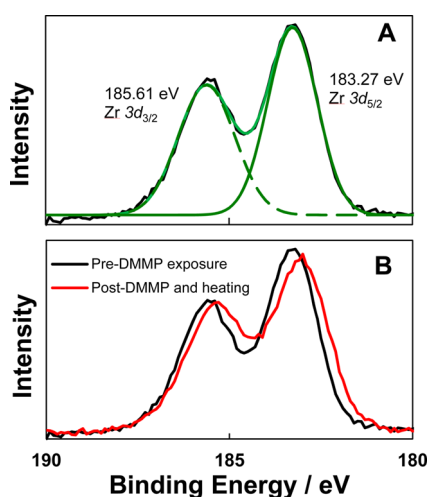 A
185.61 eV
Zr 3d3/2
183.27 eV
Zr 3d5/2
Intensity
B
Pre-DMMP exposure
Post-DMMP and heating
Intensity
190
185
180
Binding Energy / eV